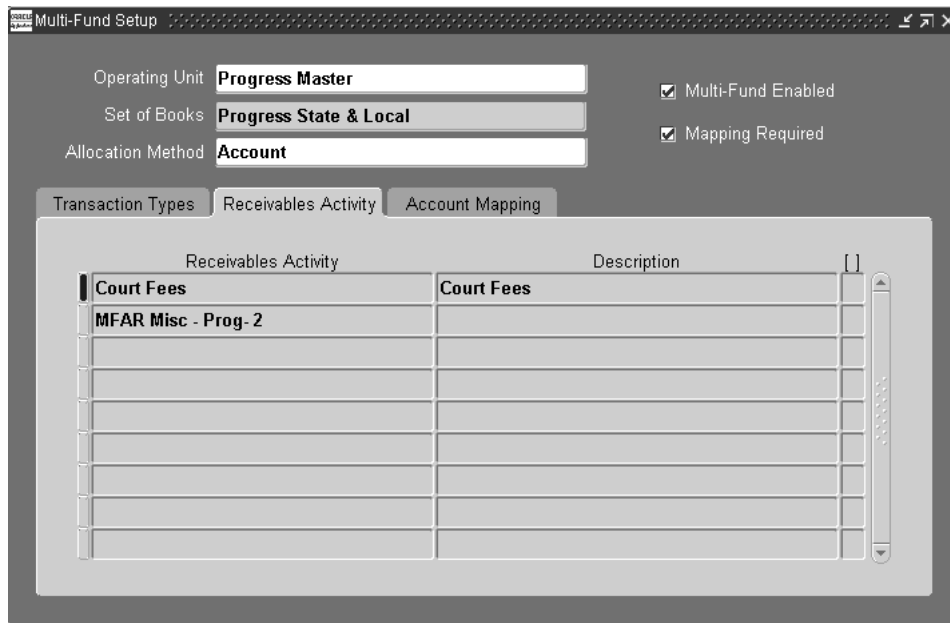 Multi-Fund Setup
Operating Unit Progress Master
Multi-Fund Enabled
Set of Books Progress State & Local
Mapping Required
Allocation Method Account
Transaction Types Receivables Activity Account Mapping
Receivables Activity Description [ ]
Court Fees Court Fees
MFAR Misc - Prog- 2